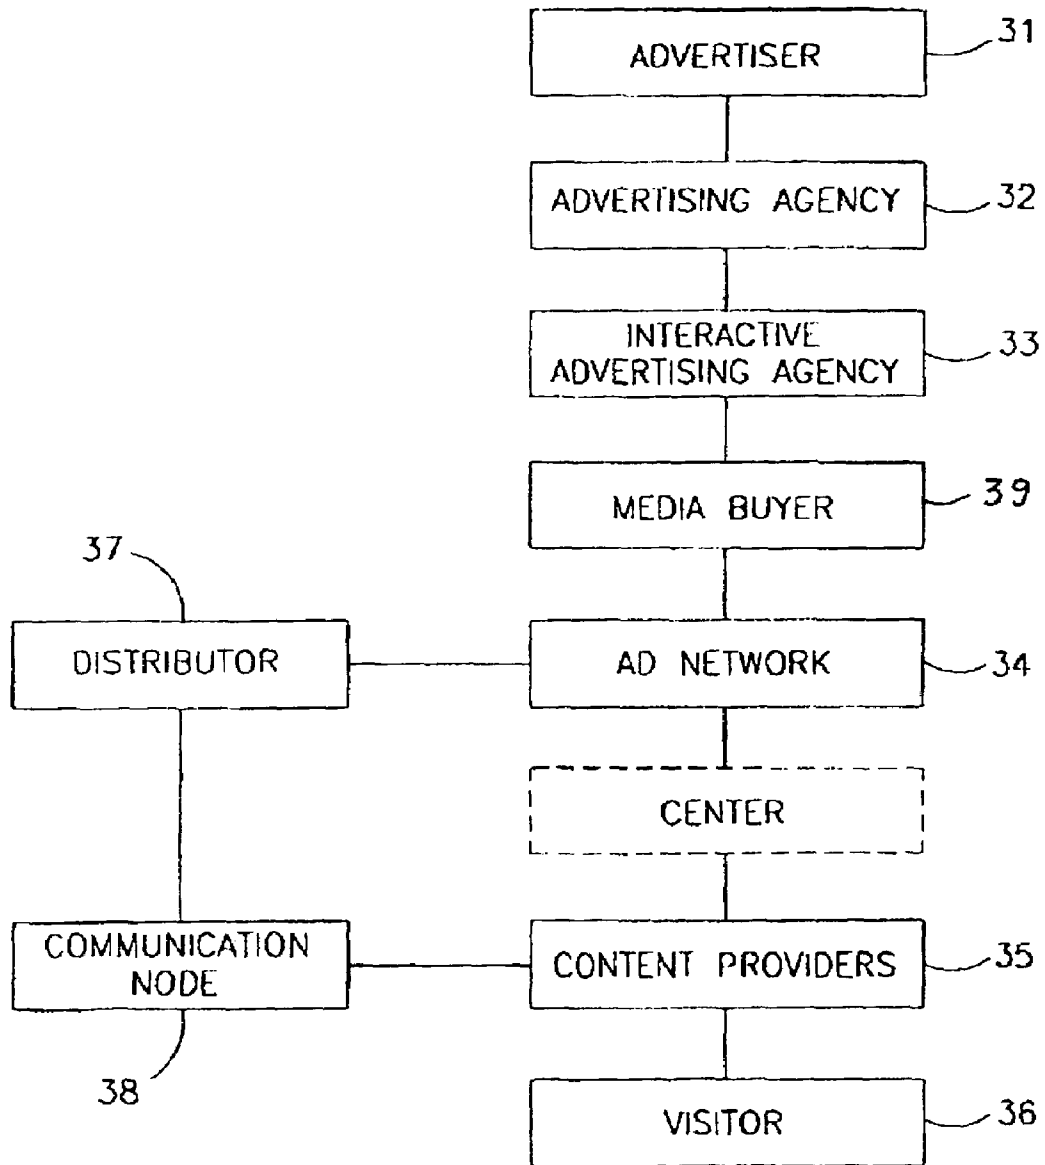 ADVERTISER
31
ADVERTISING AGENCY
32
INTERACTIVE
ADVERTISING AGENCY
33
MEDIA BUYER
39
37
DISTRIBUTOR
AD NETWORK
34
CENTER
COMMUNICATION
NODE
CONTENT PROVIDERS
35
38
VISITOR
36